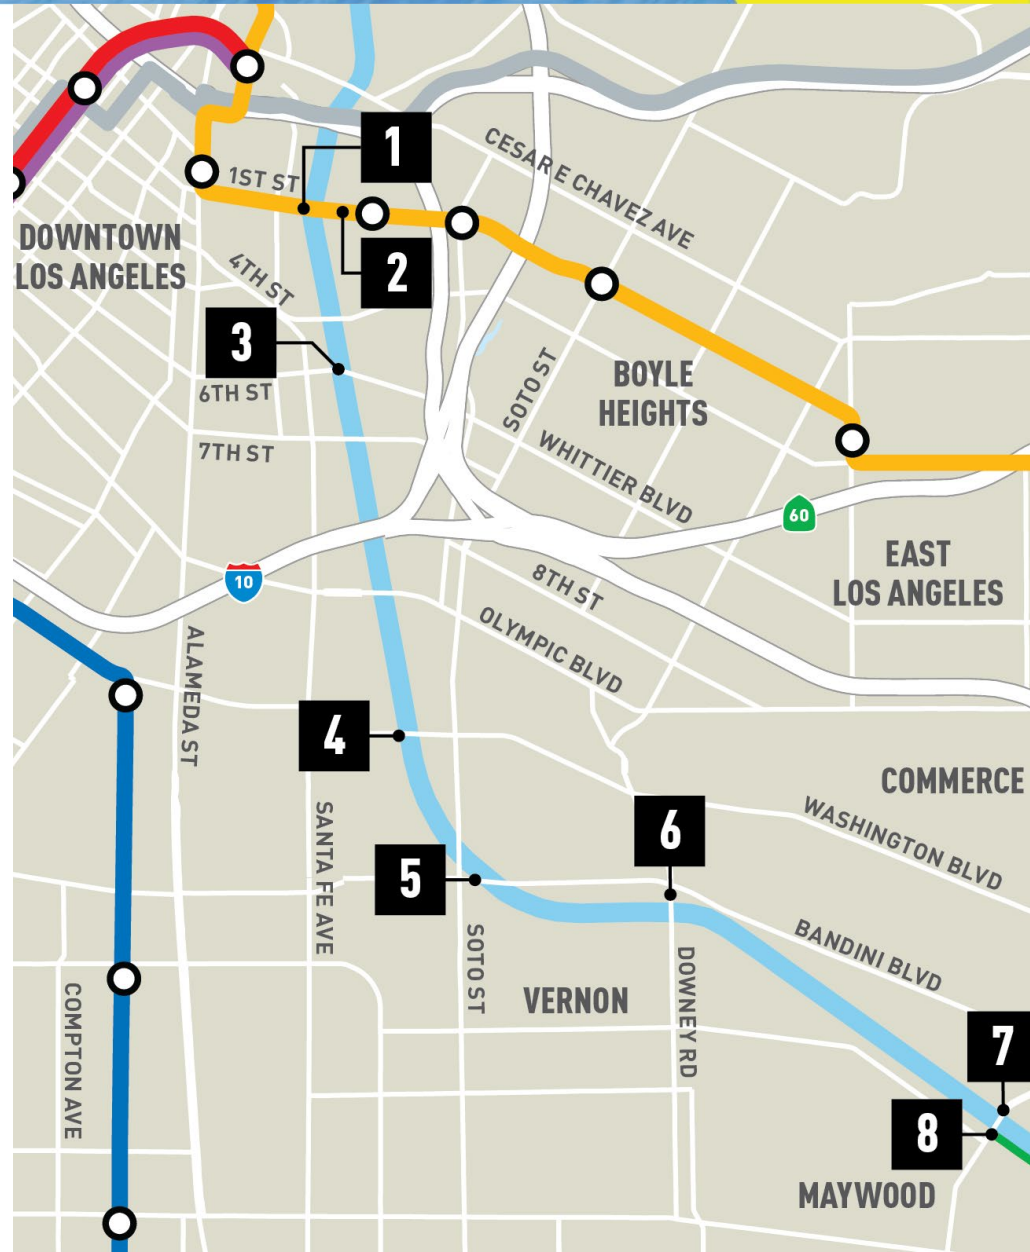 1
CESAR E CHAVEZ AVE
1ST ST
DOWNTOWN
LOS ANGELES
2
4TH ST
3
6TH ST
SOTO ST
BOYLE
HEIGHTS
7TH ST
WHITTIER BLVD
60
10
8TH ST
EAST
LOS ANGELES
OLYMPIC BLVD
ALAMEDA ST
4
COMMERCE
SANTA FE AVE
6
WASHINGTON BLVD
5
SOTO ST
BANDINI BLVD
COMPTON AVE
VERNON
DOWNEY RD
7
8
MAYWOOD